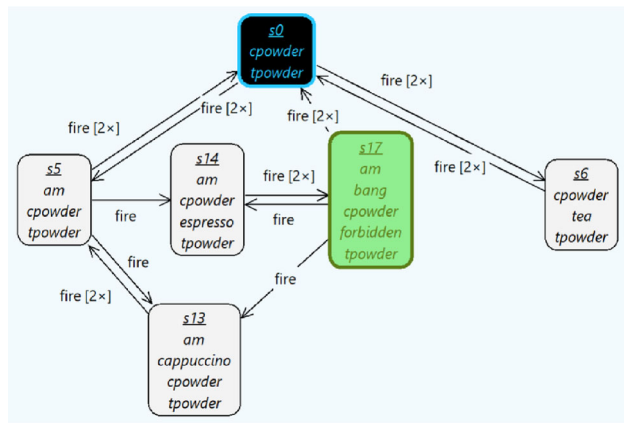 s0
cpowder
tpowder
fire [2×]
fire [2×]
fire [2×]
fire [2×]
fire [2×]
s5
am
cpowder
tpowder
s14
am
cpowder
espresso
tpowder
s17
am
bang
cpowder
forbidden
tpowder
s6
cpowder
tea
tpowder
fire [2×]
fire
fire
fire
fire [2×]
fire
s13
am
cappuccino
cpowder
tpowder